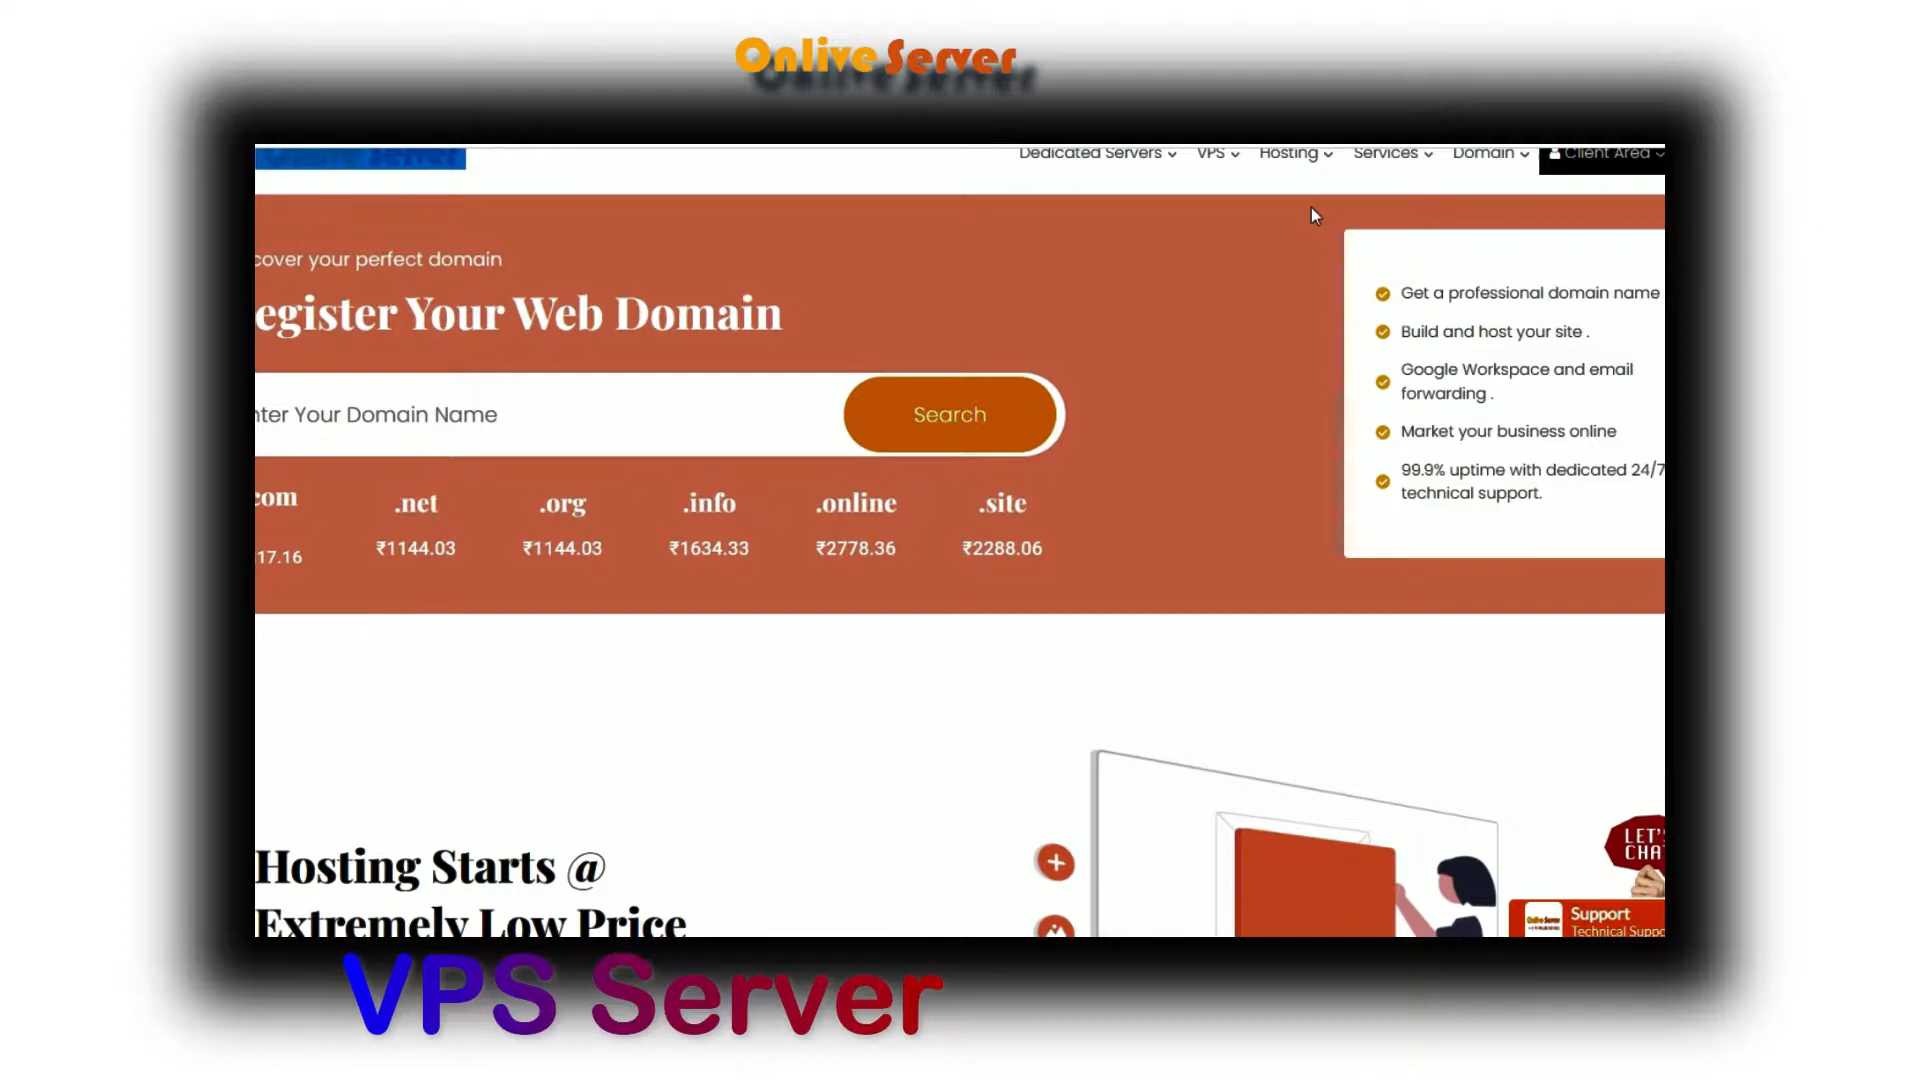 Onlive Server
Dedicated Servers VPS Hosting Services Domain Client Area
cover your perfect domain
egister Your Web Domain
nter Your Domain Name
Search
.com .net .org .info .online .site
17.16 ₹1144.03 ₹1144.03 ₹1634.33 ₹2778.36 ₹2288.06
Get a professional domain name
Build and host your site .
Google Workspace and email
forwarding .
Market your business online
99.9% uptime with dedicated 24/7
technical support.
Hosting Starts @
Extremely Low Price
LET'S
CHA
Support
Technical Suppo
VPS Server